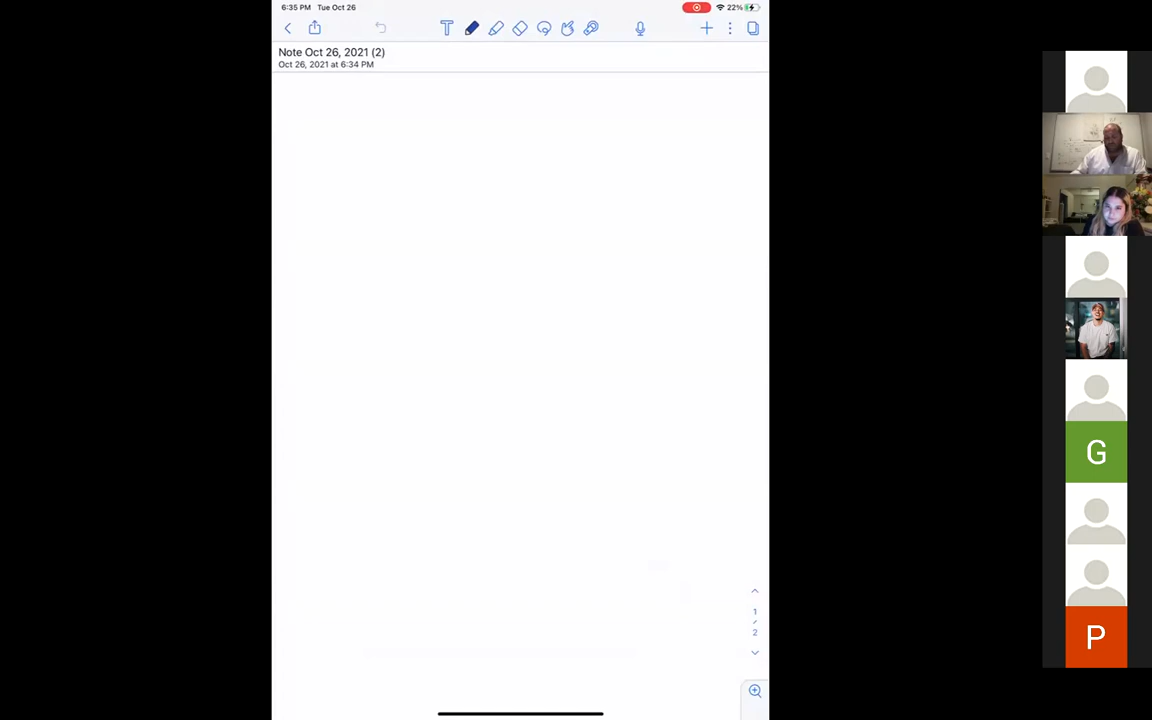 6:35 PM Tue Oct 26
22%
Note Oct 26, 2021 (2)
Oct 26, 2021 at 6:34 PM
G
1
/
2
P